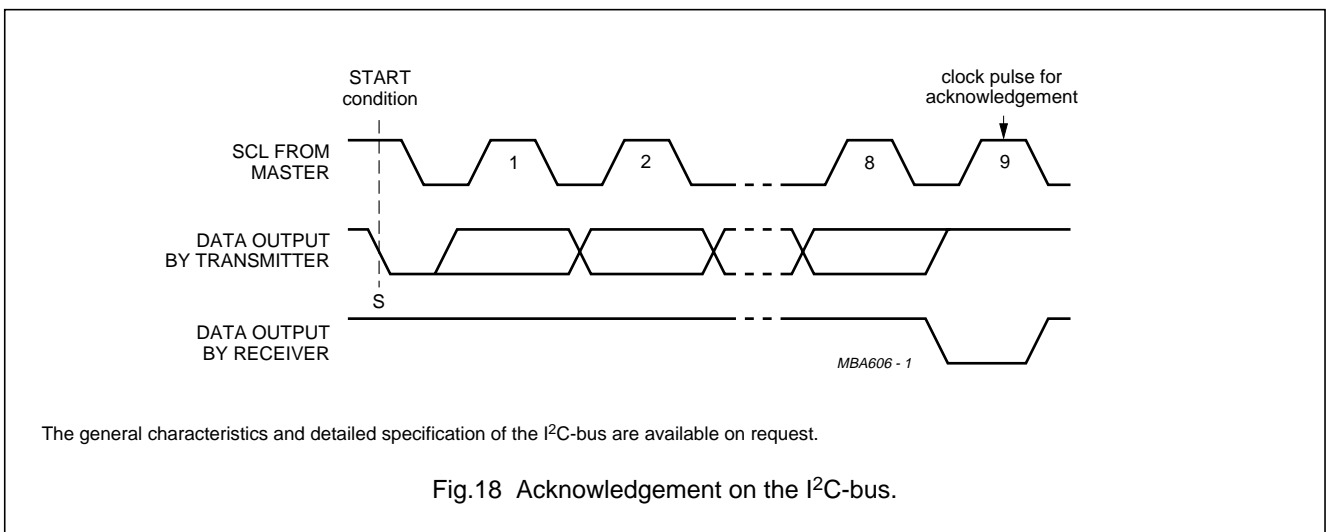 START
condition
clock pulse for
acknowledgement
SCL FROM
MASTER
1
2
8
9
DATA OUTPUT
BY TRANSMITTER
S
DATA OUTPUT
BY RECEIVER
MBA606 - 1
The general characteristics and detailed specification of the I²C-bus are available on request.
Fig.18 Acknowledgement on the I²C-bus.